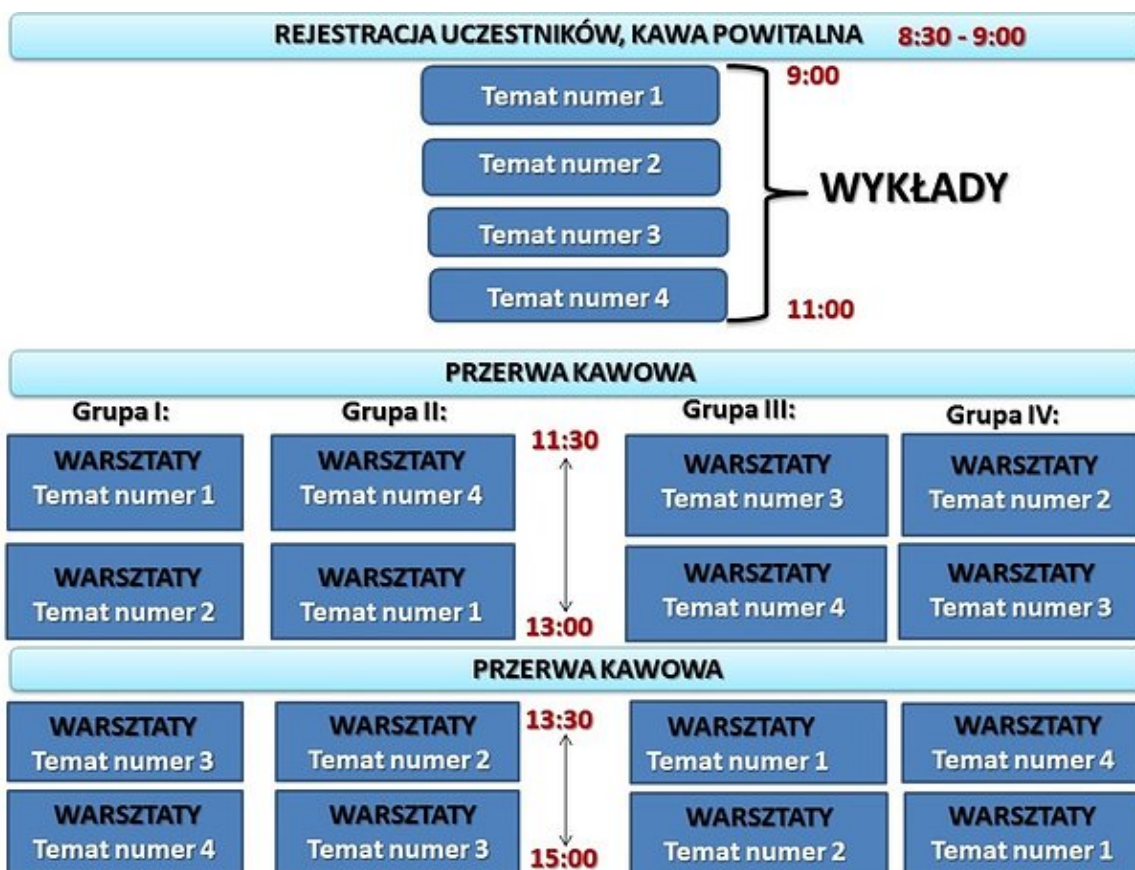 REJESTRACJA UCZESTNIKÓW, KAWA POWITALNA 8:30 - 9:00
Temat numer 1
9:00
Temat numer 2
WYKŁADY
Temat numer 3
Temat numer 4
11:00
PRZERWA KAWOWA
Grupa I: Grupa II: Grupa III: Grupa IV:
11:30
WARSZTATY WARSZTATY WARSZTATY WARSZTATY
Temat numer 1 Temat numer 4 Temat numer 3 Temat numer 2
WARSZTATY WARSZTATY WARSZTATY WARSZTATY
Temat numer 2 Temat numer 1 Temat numer 4 Temat numer 3
13:00
PRZERWA KAWOWA
WARSZTATY WARSZTATY 13:30 WARSZTATY WARSZTATY
Temat numer 3 Temat numer 2 Temat numer 1 Temat numer 4
WARSZTATY WARSZTATY WARSZTATY WARSZTATY
Temat numer 4 Temat numer 3 15:00 Temat numer 2 Temat numer 1